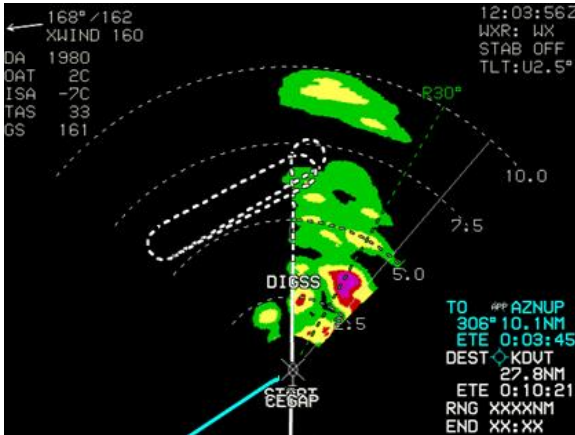 168°/162
XWIND 160
DA 1980
OAT 2C
ISA -7C
TAS 33
GS 161
12:03:56Z
WXR: WX
STAB OFF
TLT:U2.5°
R30°
10.0
7.5
5.0
2.5
DIGSS
CEGAP
TO APP AZNUP
306° 10.1NM
ETE 0:03:45
DEST KDVT
27.8NM
ETE 0:10:21
RNG XXXXNM
END XX:XX